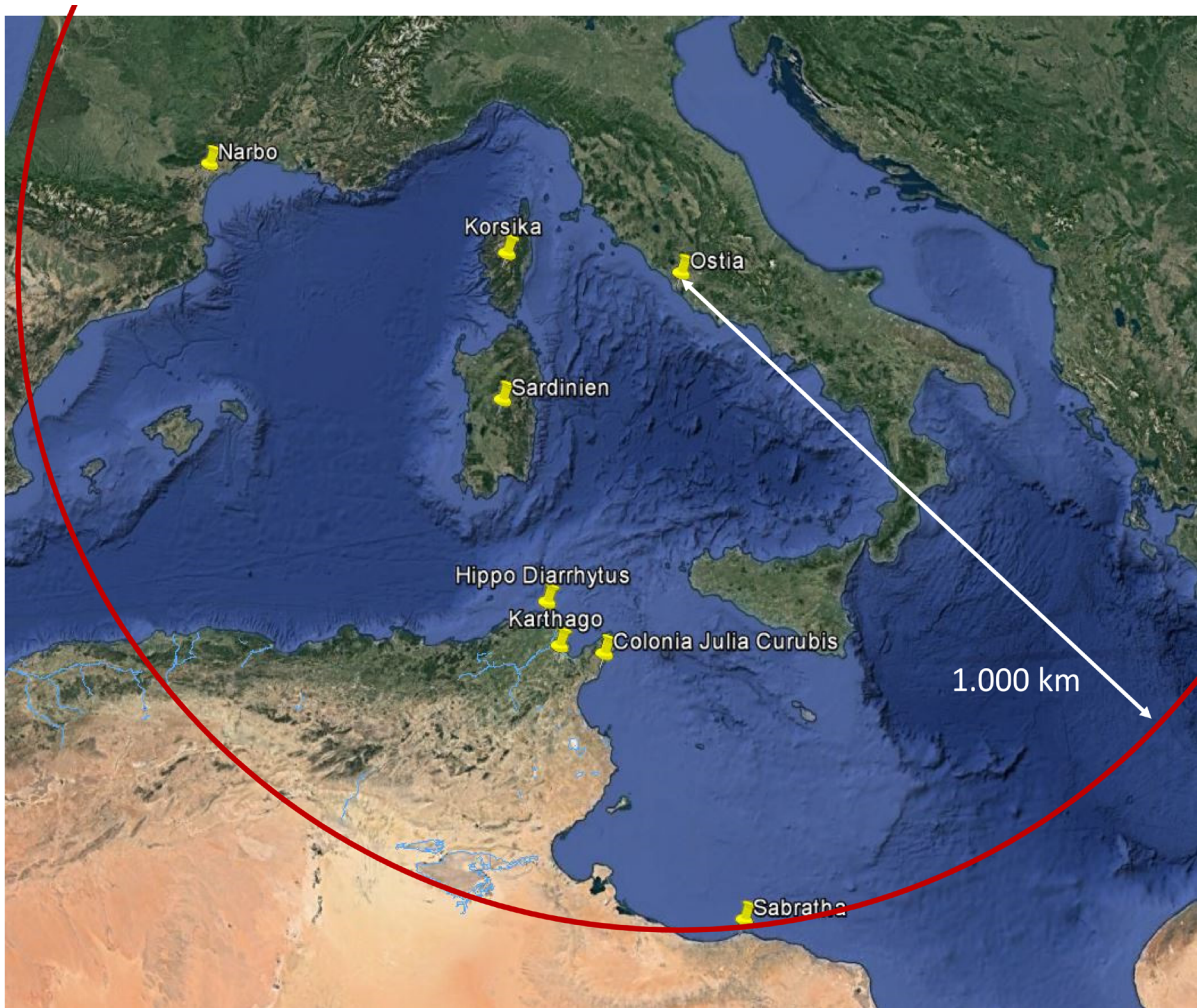 Narbo
Korsika
Ostia
Sardinien
Hippo Diarrhytus
Karthago
Colonia Julia Curubis
1.000 km
Sabratha